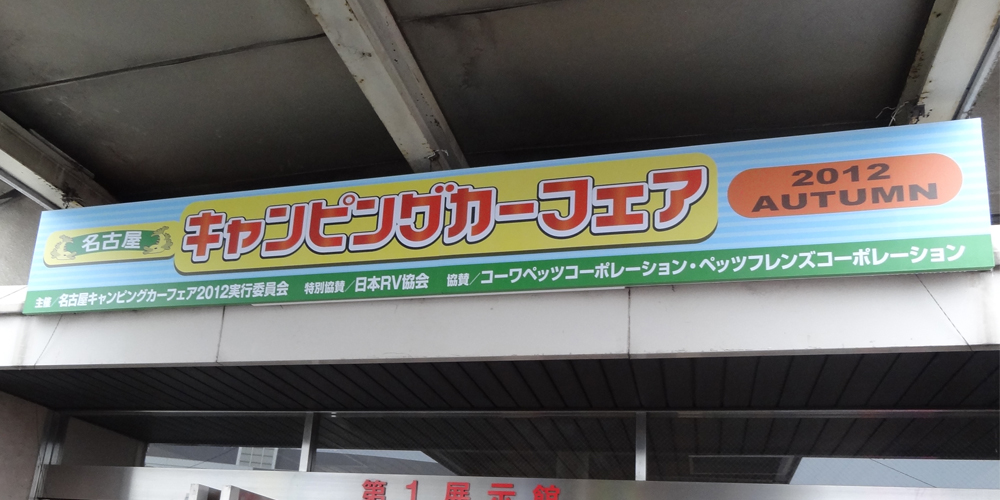 名古屋 キャンピングカーフェア 2012 AUTUMN
主催/名古屋キャンピングカーフェア2012実行委員会 特別協賛/日本RV協会 協賛/コーワペッツコーポレーション・ペッツフレンズコーポレーション
第1展示館